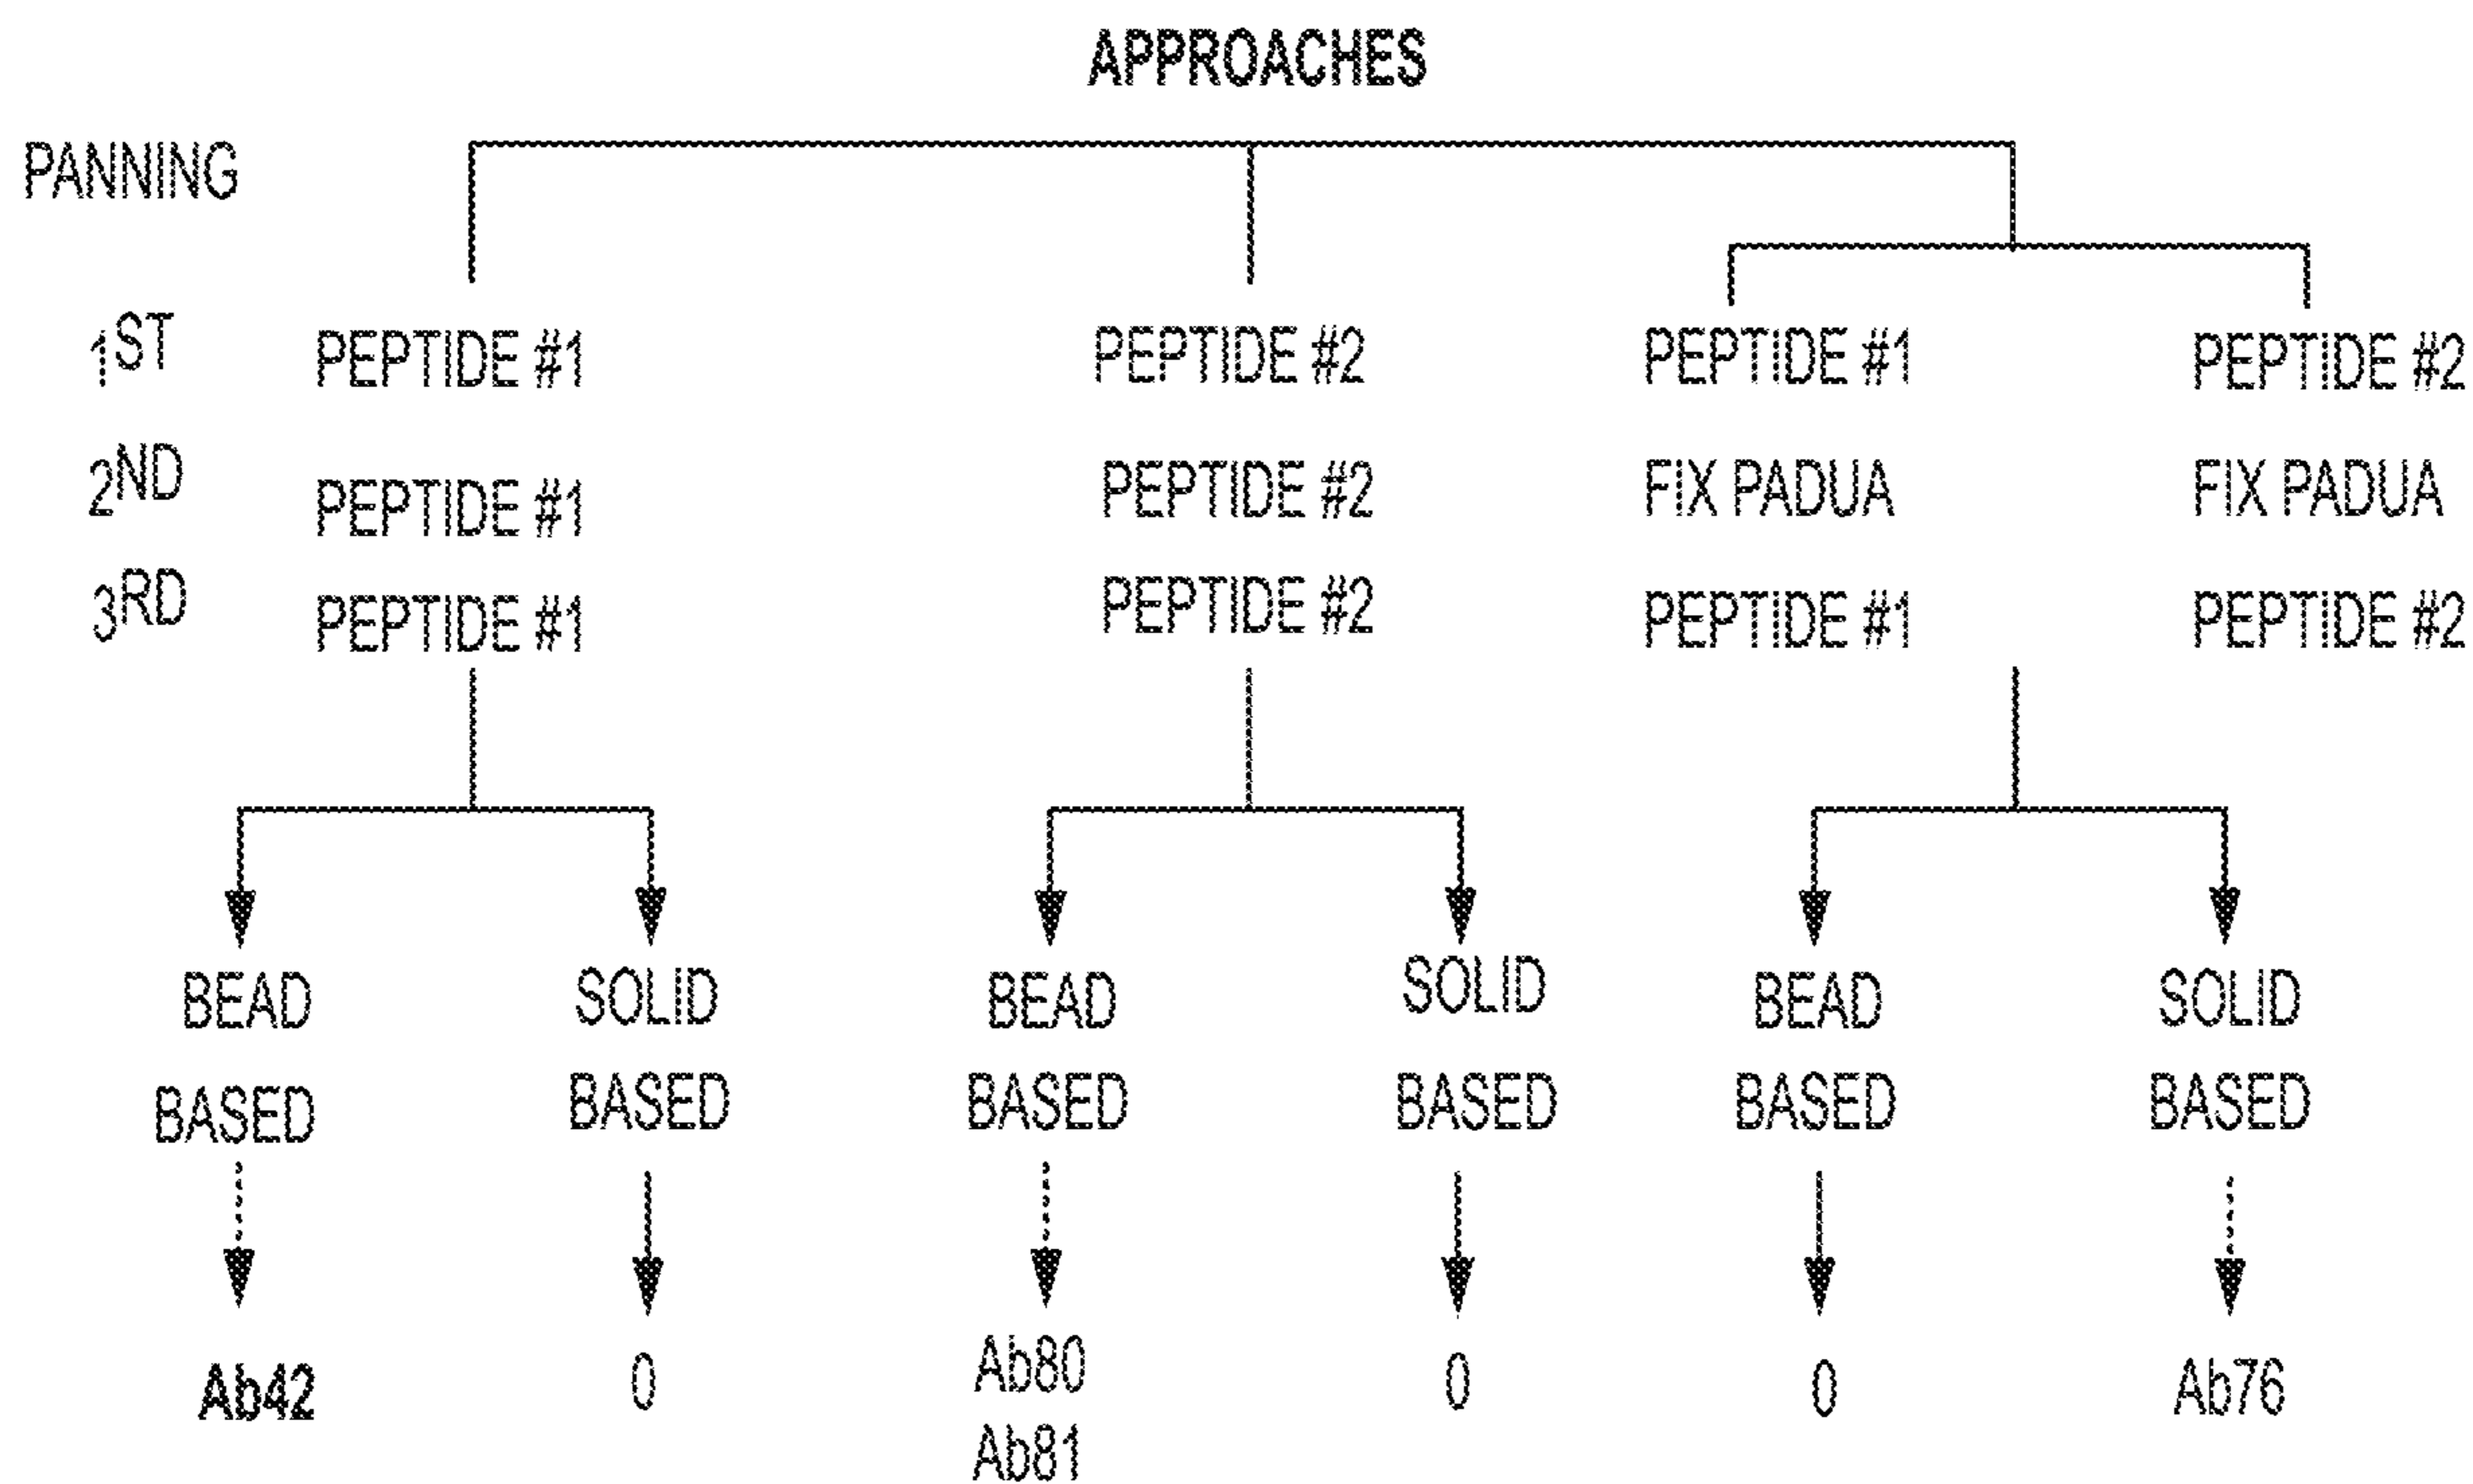 APPROACHES
PANNING
1ST PEPTIDE #1 PEPTIDE #2 PEPTIDE #1 PEPTIDE #2
2ND PEPTIDE #1 PEPTIDE #2 FIX PADUA FIX PADUA
3RD PEPTIDE #1 PEPTIDE #2 PEPTIDE #1 PEPTIDE #2
BEAD SOLID BEAD SOLID BEAD SOLID
BASED BASED BASED BASED BASED BASED
Ab42 0 Ab80 0 0 Ab76
Ab81